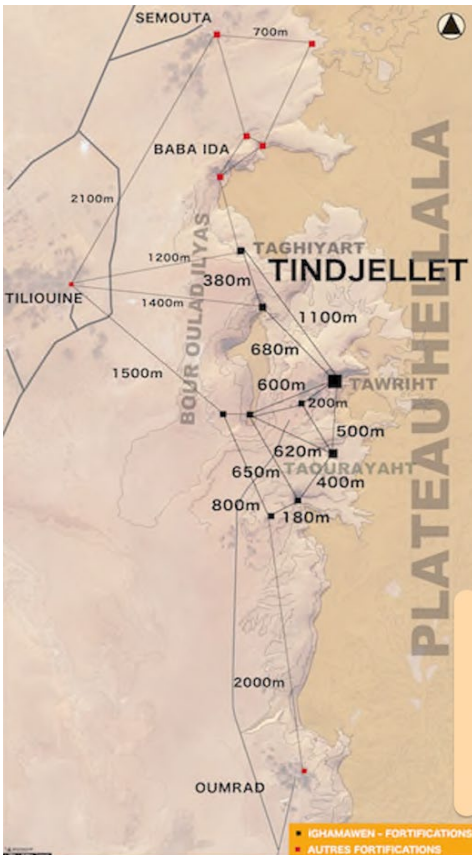 SEMOUTA
700m
BABA IDA
2100m
BOUR OULAD ILYAS
PLATEAU HELLALA
1200m
TAGHIYART
TINDJELLET
380m
TILIOUINE
1400m
1100m
680m
1500m
600m
TAWRIHT
200m
500m
620m
TAOURAYAHT
650m
400m
800m
180m
2000m
OUMRAD
IGHAMAWEN - FORTIFICATIONS
AUTRES FORTIFICATIONS